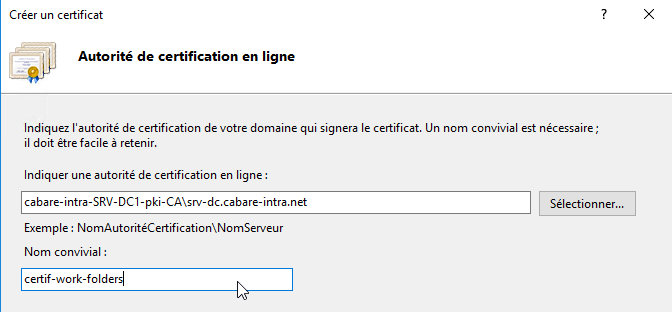 Créer un certificat
Autorité de certification en ligne
Indiquez l'autorité de certification de votre domaine qui signera le certificat. Un nom convivial est nécessaire ;
il doit être facile à retenir.
Indiquer une autorité de certification en ligne :
cabare-intra-SRV-DC1-pki-CA\srv-dc.cabare-intra.net
Sélectionner...
Exemple : NomAutoritéCertification\NomServeur
Nom convivial :
certif-work-folders